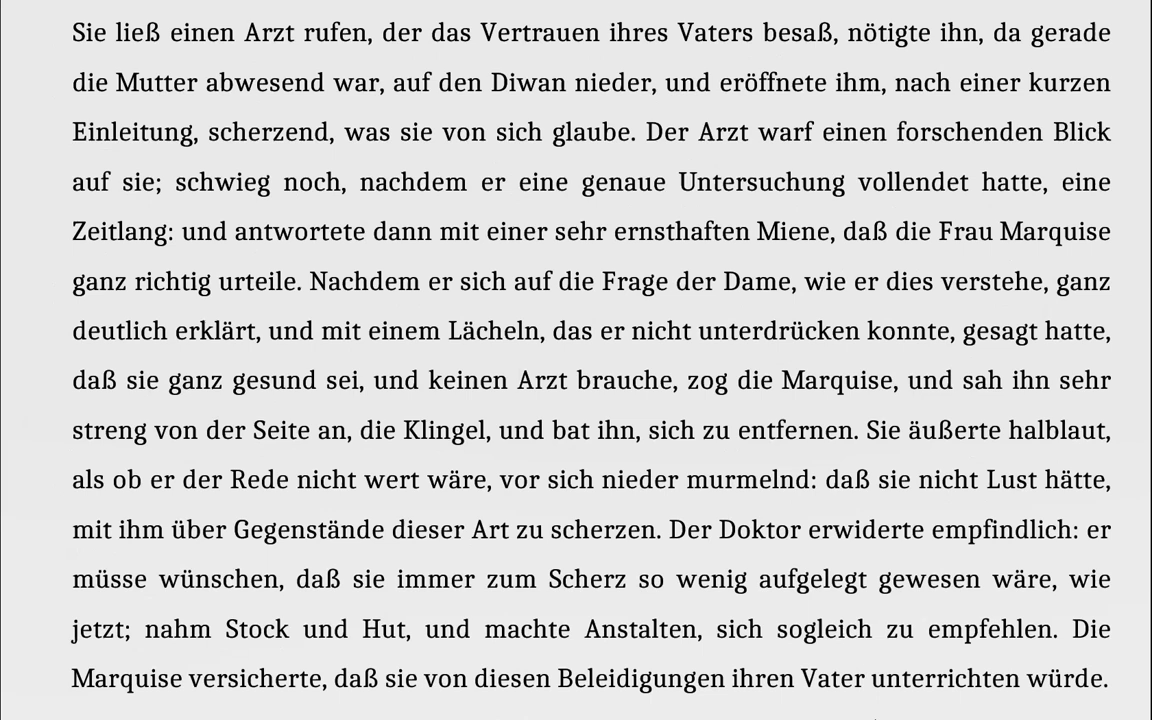 Sie ließ einen Arzt rufen, der das Vertrauen ihres Vaters besaß, nötigte ihn, da gerade
die Mutter abwesend war, auf den Diwan nieder, und eröffnete ihm, nach einer kurzen
Einleitung, scherzend, was sie von sich glaube. Der Arzt warf einen forschenden Blick
auf sie; schwieg noch, nachdem er eine genaue Untersuchung vollendet hatte, eine
Zeitlang: und antwortete dann mit einer sehr ernsthaften Miene, daß die Frau Marquise
ganz richtig urteile. Nachdem er sich auf die Frage der Dame, wie er dies verstehe, ganz
deutlich erklärt, und mit einem Lächeln, das er nicht unterdrücken konnte, gesagt hatte,
daß sie ganz gesund sei, und keinen Arzt brauche, zog die Marquise, und sah ihn sehr
streng von der Seite an, die Klingel, und bat ihn, sich zu entfernen. Sie äußerte halblaut,
als ob er der Rede nicht wert wäre, vor sich nieder murmelnd: daß sie nicht Lust hätte,
mit ihm über Gegenstände dieser Art zu scherzen. Der Doktor erwiderte empfindlich: er
müsse wünschen, daß sie immer zum Scherz so wenig aufgelegt gewesen wäre, wie
jetzt; nahm Stock und Hut, und machte Anstalten, sich sogleich zu empfehlen. Die
Marquise versicherte, daß sie von diesen Beleidigungen ihren Vater unterrichten würde.